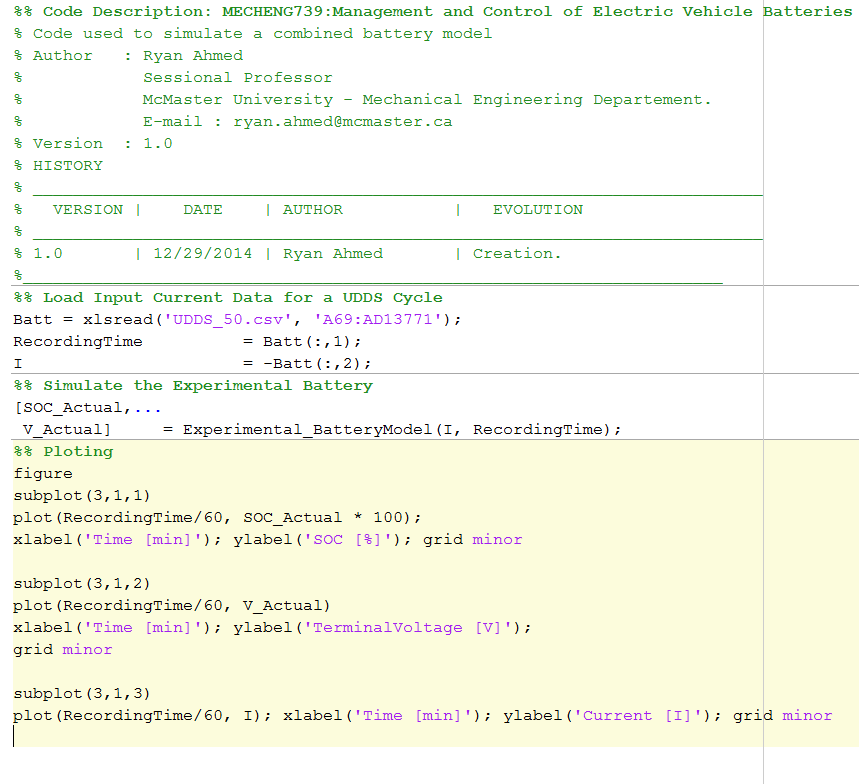 %% Code Description: MECHENG739:Management and Control of Electric Vehicle Batteries
% Code used to simulate a combined battery model
% Author   : Ryan Ahmed
%            Sessional Professor
%            McMaster University - Mechanical Engineering Departement.
%            E-mail : ryan.ahmed@mcmaster.ca
% Version  : 1.0
% HISTORY
% _________________________________________________________________________
%   VERSION |    DATE    | AUTHOR           |   EVOLUTION
% _________________________________________________________________________
% 1.0       | 12/29/2014 | Ryan Ahmed       | Creation.
%______________________________________________________________________
%% Load Input Current Data for a UDDS Cycle
Batt = xlsread('UDDS_50.csv', 'A69:AD13771');
RecordingTime          = Batt(:,1);
I                      = -Batt(:,2);
%% Simulate the Experimental Battery
[SOC_Actual,...
 V_Actual]     = Experimental_BatteryModel(I, RecordingTime);
%% Ploting
figure
subplot(3,1,1)
plot(RecordingTime/60, SOC_Actual * 100);
xlabel('Time [min]'); ylabel('SOC [%]'); grid minor
subplot(3,1,2)
plot(RecordingTime/60, V_Actual)
xlabel('Time [min]'); ylabel('TerminalVoltage [V]');
grid minor
subplot(3,1,3)
plot(RecordingTime/60, I); xlabel('Time [min]'); ylabel('Current [I]'); grid minor